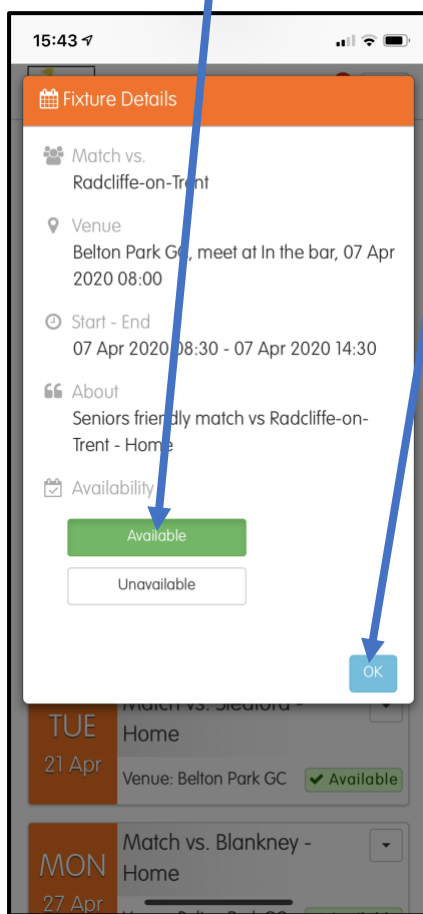 15:43
Fixture Details
Match vs.
Radcliffe-on-Trent
Venue
Belton Park GC, meet at In the bar, 07 Apr
2020 08:00
Start - End
07 Apr 2020 08:30 - 07 Apr 2020 14:30
About
Seniors friendly match vs Radcliffe-on-
Trent - Home
Availability
Available
Unavailable
OK
TUE
21 Apr
Match vs. Sleaford -
Home
Venue: Belton Park GC
Available
MON
27 Apr
Match vs. Blankney -
Home